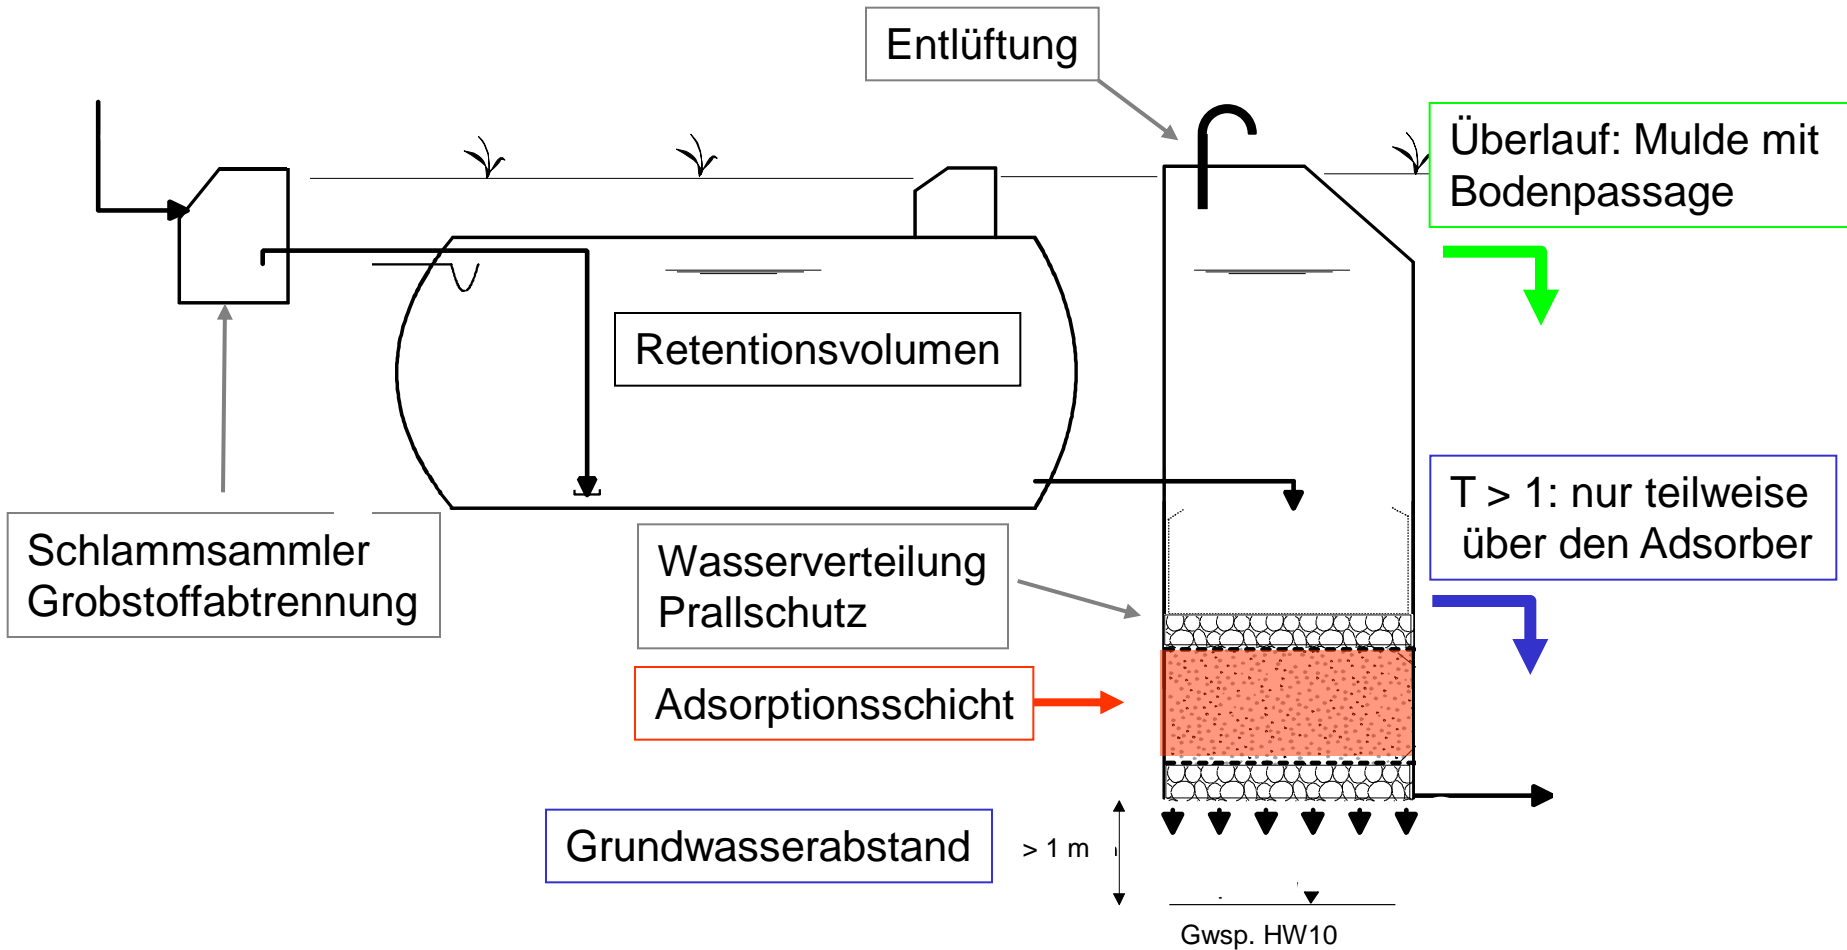 Entlüftung
Überlauf: Mulde mit
Bodenpassage
Retentionsvolumen
Schlammsammler
Grobstoffabtrennung
Wasserverteilung
Prallschutz
T > 1: nur teilweise
über den Adsorber
Adsorptionsschicht
Grundwasserabstand
> 1 m
Gwsp. HW10